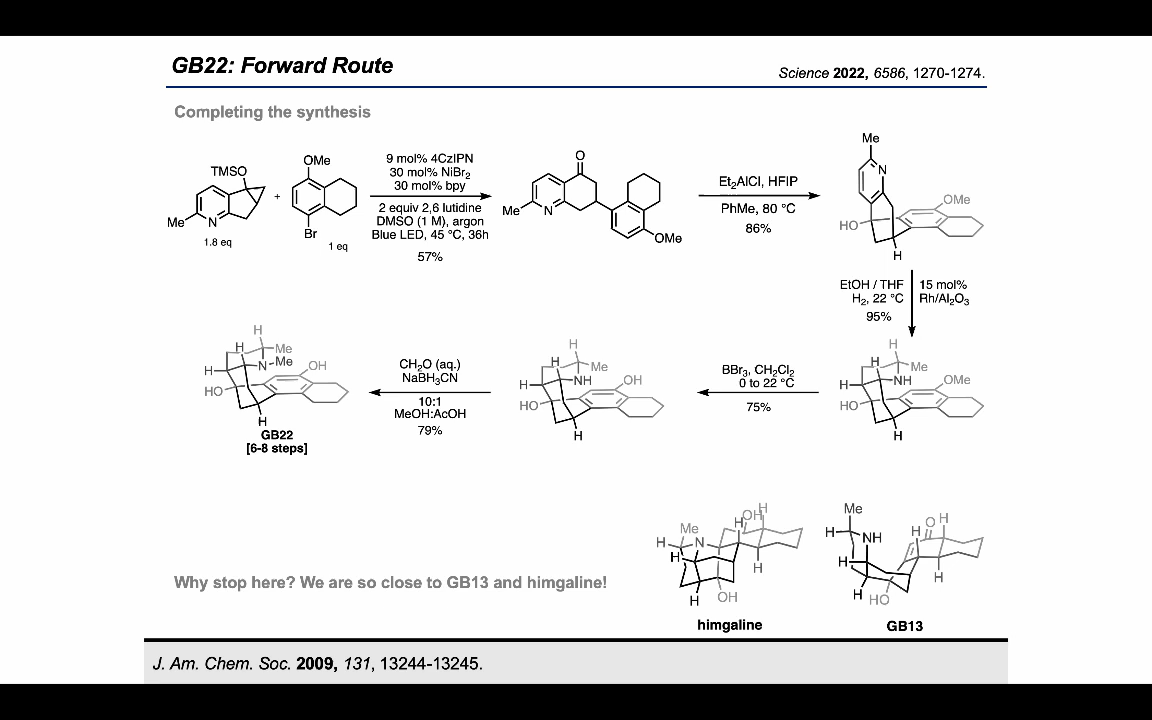 GB22: Forward Route
Science 2022, 6586, 1270-1274.
Completing the synthesis
TMSO
Me
N
1.8 eq
+
OMe
Br
1 eq
9 mol% 4CzIPN
30 mol% NiBr2
30 mol% bpy
2 equiv 2,6 lutidine
DMSO (1 M), argon
Blue LED, 45 °C, 36h
57%
O
Me
N
OMe
Et2AlCl, HFIP
PhMe, 80 °C
86%
Me
N
OMe
HO
H
EtOH / THF
H2, 22 °C
95%
15 mol%
Rh/Al2O3
H
H
Me
H
NH
OMe
HO
H
BBr3, CH2Cl2
0 to 22 °C
75%
H
H
Me
H
NH
OH
HO
H
CH2O (aq.)
NaBH3CN
10:1
MeOH:AcOH
79%
H
H
Me
H
N
Me
OH
HO
H
GB22
[6-8 steps]
Why stop here? We are so close to GB13 and himgaline!
H
OH
H
Me
H
N
H
H
H
OH
himgaline
Me
H
NH
H
O
H
H
H
H
HO
GB13
J. Am. Chem. Soc. 2009, 131, 13244-13245.